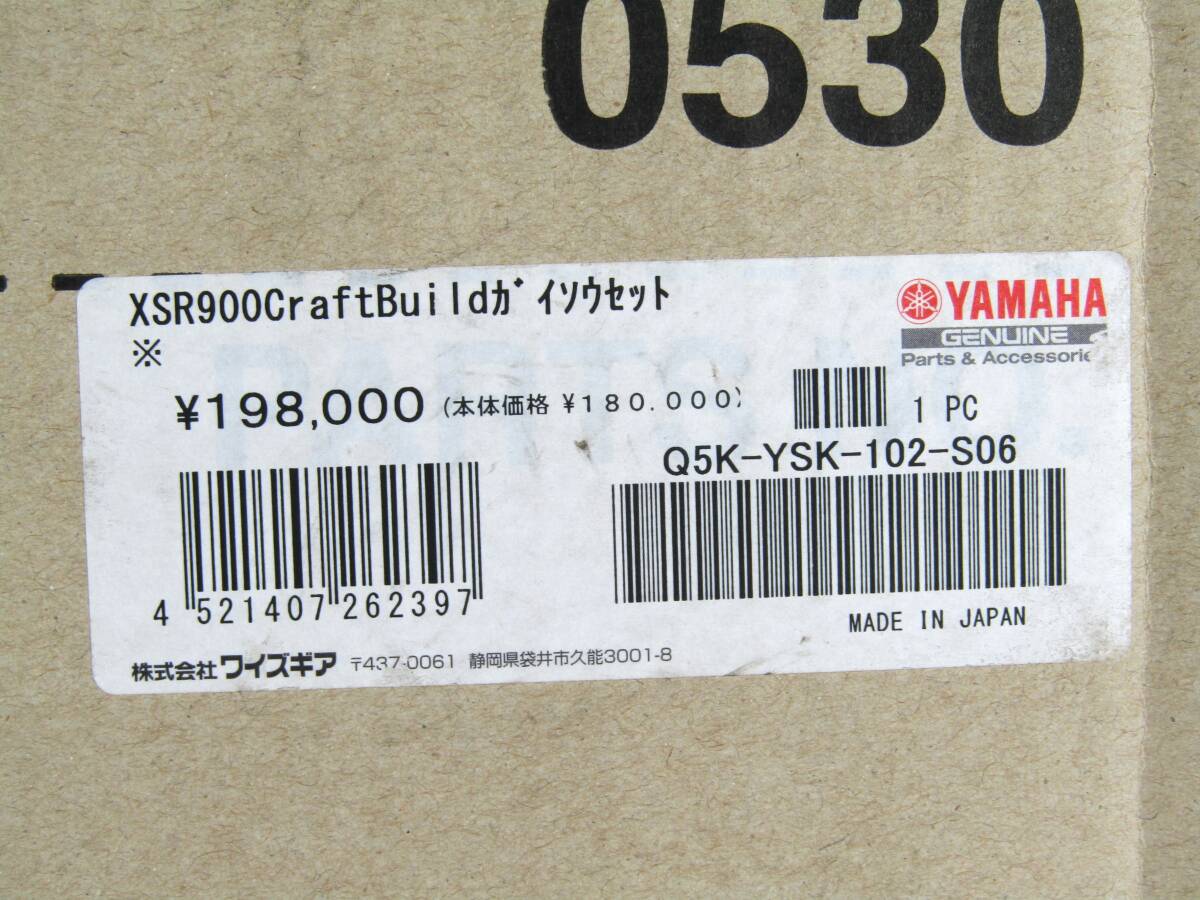 0530
XSR900CraftBuildｶﾞｲｿｳｾｯﾄ
※
YAMAHA
GENUINE
Parts & Accessorie
¥198,000 (本体価格 ¥180.000)
1 PC
Q5K-YSK-102-S06
4 521407 262397
MADE IN JAPAN
株式会社 ワイズギア 〒437-0061 静岡県袋井市久能3001-8